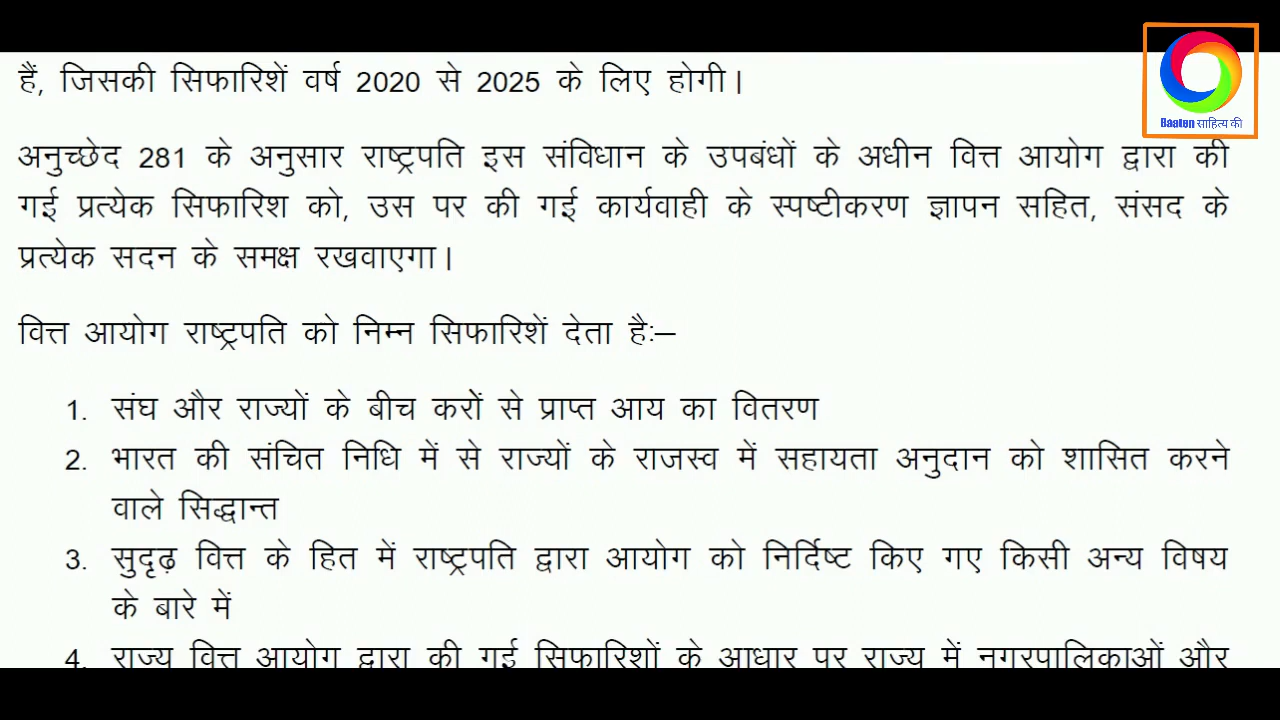 हैं, जिसकी सिफारिशें वर्ष 2020 से 2025 के लिए होगी।
Baaten साहित्य की
अनुच्छेद 281 के अनुसार राष्ट्रपति इस संविधान के उपबंधों के अधीन वित्त आयोग द्वारा की
गई प्रत्येक सिफारिश को, उस पर की गई कार्यवाही के स्पष्टीकरण ज्ञापन सहित, संसद के
प्रत्येक सदन के समक्ष रखवाएगा।
वित्त आयोग राष्ट्रपति को निम्न सिफारिशें देता हैः–
1. संघ और राज्यों के बीच करों से प्राप्त आय का वितरण
2. भारत की संचित निधि में से राज्यों के राजस्व में सहायता अनुदान को शासित करने
वाले सिद्धान्त
3. सुदृढ़ वित्त के हित में राष्ट्रपति द्वारा आयोग को निर्दिष्ट किए गए किसी अन्य विषय
के बारे में
4. राज्य वित्त आयोग द्वारा की गई सिफारिशों के आधार पर राज्य में नगरपालिकाओं और